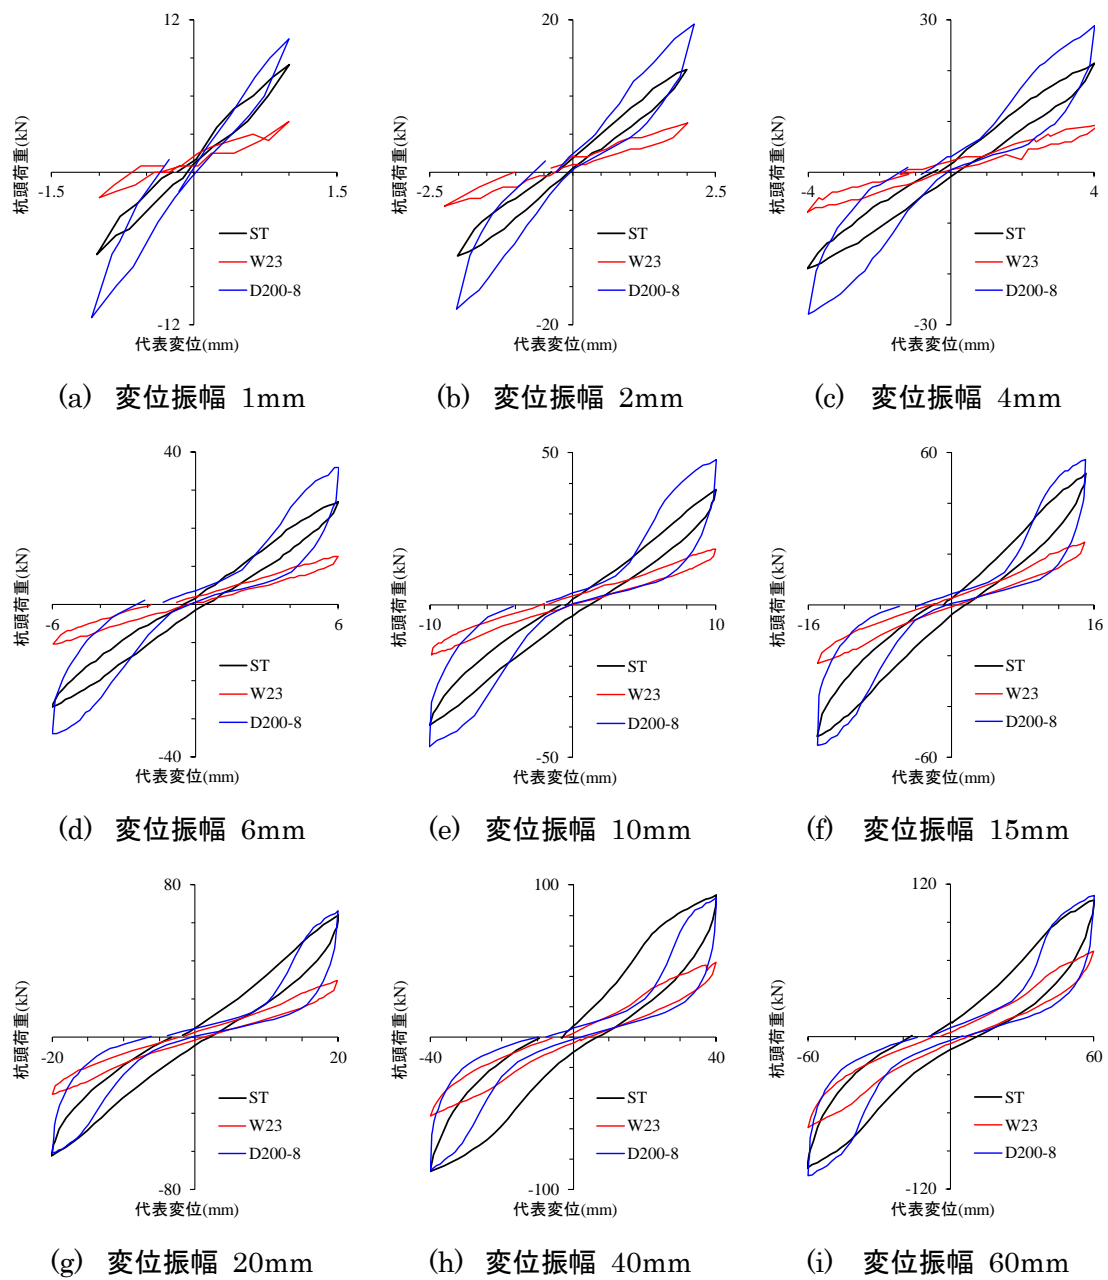 12
杭頭荷重(kN)
-1.5
1.5
ST
W23
D200-8
-12
代表変位(mm)
(a) 変位振幅 1mm
20
杭頭荷重(kN)
-2.5
2.5
ST
W23
D200-8
-20
代表変位(mm)
(b) 変位振幅 2mm
30
杭頭荷重(kN)
-4
4
ST
W23
D200-8
-30
代表変位(mm)
(c) 変位振幅 4mm
40
杭頭荷重(kN)
-6
6
ST
W23
D200-8
-40
代表変位(mm)
(d) 変位振幅 6mm
50
杭頭荷重(kN)
-10
10
ST
W23
D200-8
-50
代表変位(mm)
(e) 変位振幅 10mm
60
杭頭荷重(kN)
-16
16
ST
W23
D200-8
-60
代表変位(mm)
(f) 変位振幅 15mm
80
杭頭荷重(kN)
-20
20
ST
W23
D200-8
-80
代表変位(mm)
(g) 変位振幅 20mm
100
杭頭荷重(kN)
-40
40
ST
W23
D200-8
-100
代表変位(mm)
(h) 変位振幅 40mm
120
杭頭荷重(kN)
-60
60
ST
W23
D200-8
-120
代表変位(mm)
(i) 変位振幅 60mm